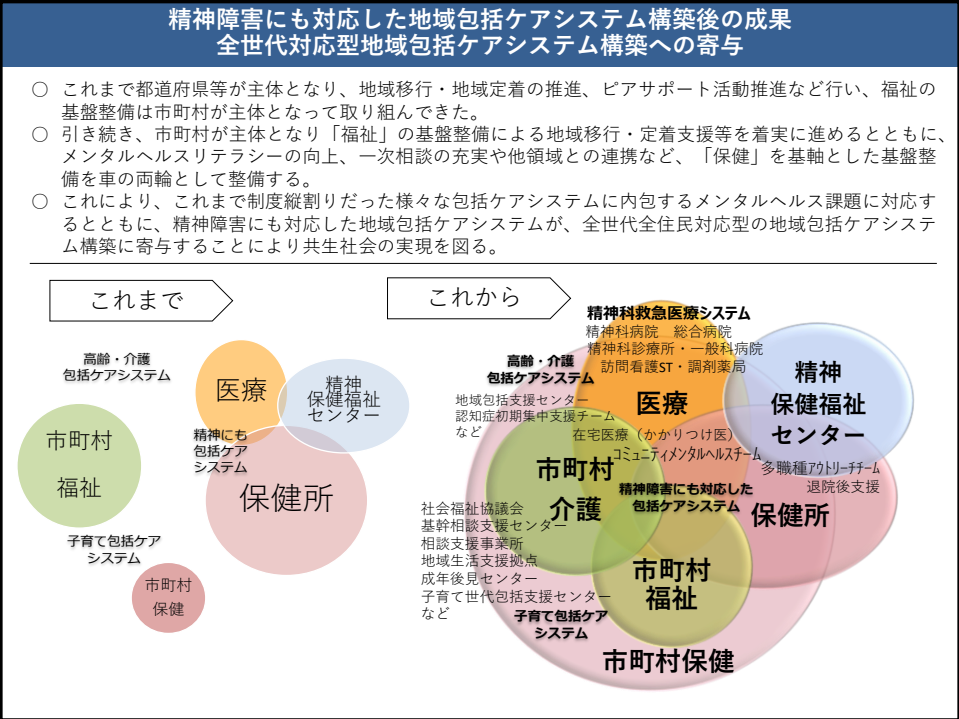 精神障害にも対応した地域包括ケアシステム構築後の成果
全世代対応型地域包括ケアシステム構築への寄与
○ これまで都道府県等が主体となり、地域移行・地域定着の推進、ピアサポート活動推進など行い、福祉の
基盤整備は市町村が主体となって取り組んできた。
○ 引き続き、市町村が主体となり「福祉」の基盤整備による地域移行・定着支援等を着実に進めるとともに、
メンタルヘルスリテラシーの向上、一次相談の充実や他領域との連携など、「保健」を基軸とした基盤整
備を車の両輪として整備する。
○ これにより、これまで制度縦割りだった様々な包括ケアシステムに内包するメンタルヘルス課題に対応す
るとともに、精神障害にも対応した地域包括ケアシステムが、全世代全住民対応型の地域包括ケアシステ
ム構築に寄与することにより共生社会の実現を図る。
これまで
高齢・介護
包括ケアシステム
医療
精神
保健福祉
センター
市町村
福祉
精神にも
包括ケア
システム
保健所
子育て包括ケア
システム
市町村
保健
これから
精神科救急医療システム
精神科病院 総合病院
精神科診療所・一般科病院
訪問看護ST・調剤薬局
高齢・介護
包括ケアシステム
地域包括支援センター
認知症初期集中支援チーム
など
医療
精神
保健福祉
センター
在宅医療（かかりつけ医）
コミュニティメンタルヘルスチーム
多職種アウトリーチチーム
退院後支援
市町村
介護
精神障害にも対応した
包括ケアシステム
保健所
社会福祉協議会
基幹相談支援センター
相談支援事業所
地域生活支援拠点
成年後見センター
子育て世代包括支援センター
など
市町村
福祉
子育て包括ケア
システム
市町村保健